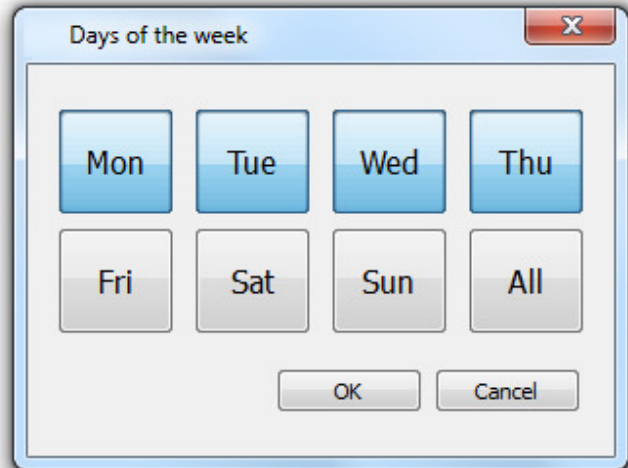 Days of the week
X
Mon Tue Wed Thu
Fri Sat Sun All
OK Cancel